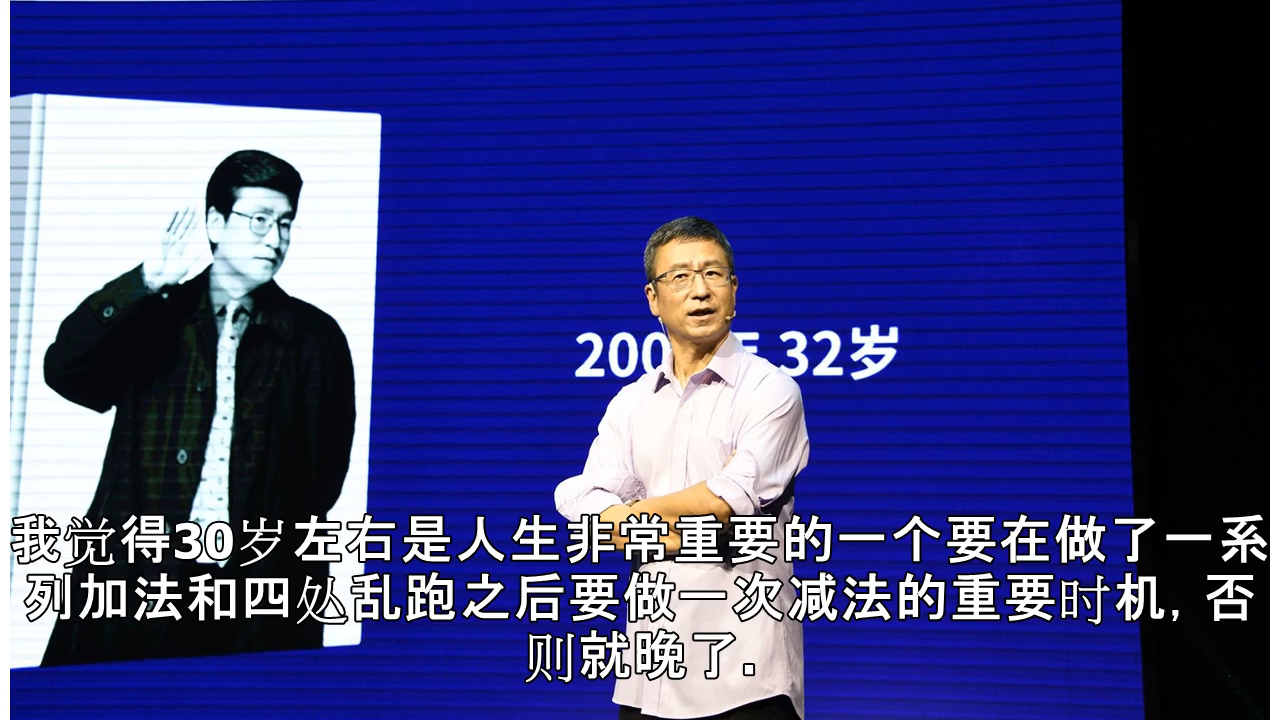 200 32岁
我觉得30岁左右是人生非常重要的一个要在做了一系
列加法和四处乱跑之后要做一次减法的重要时机, 否
则就晚了.